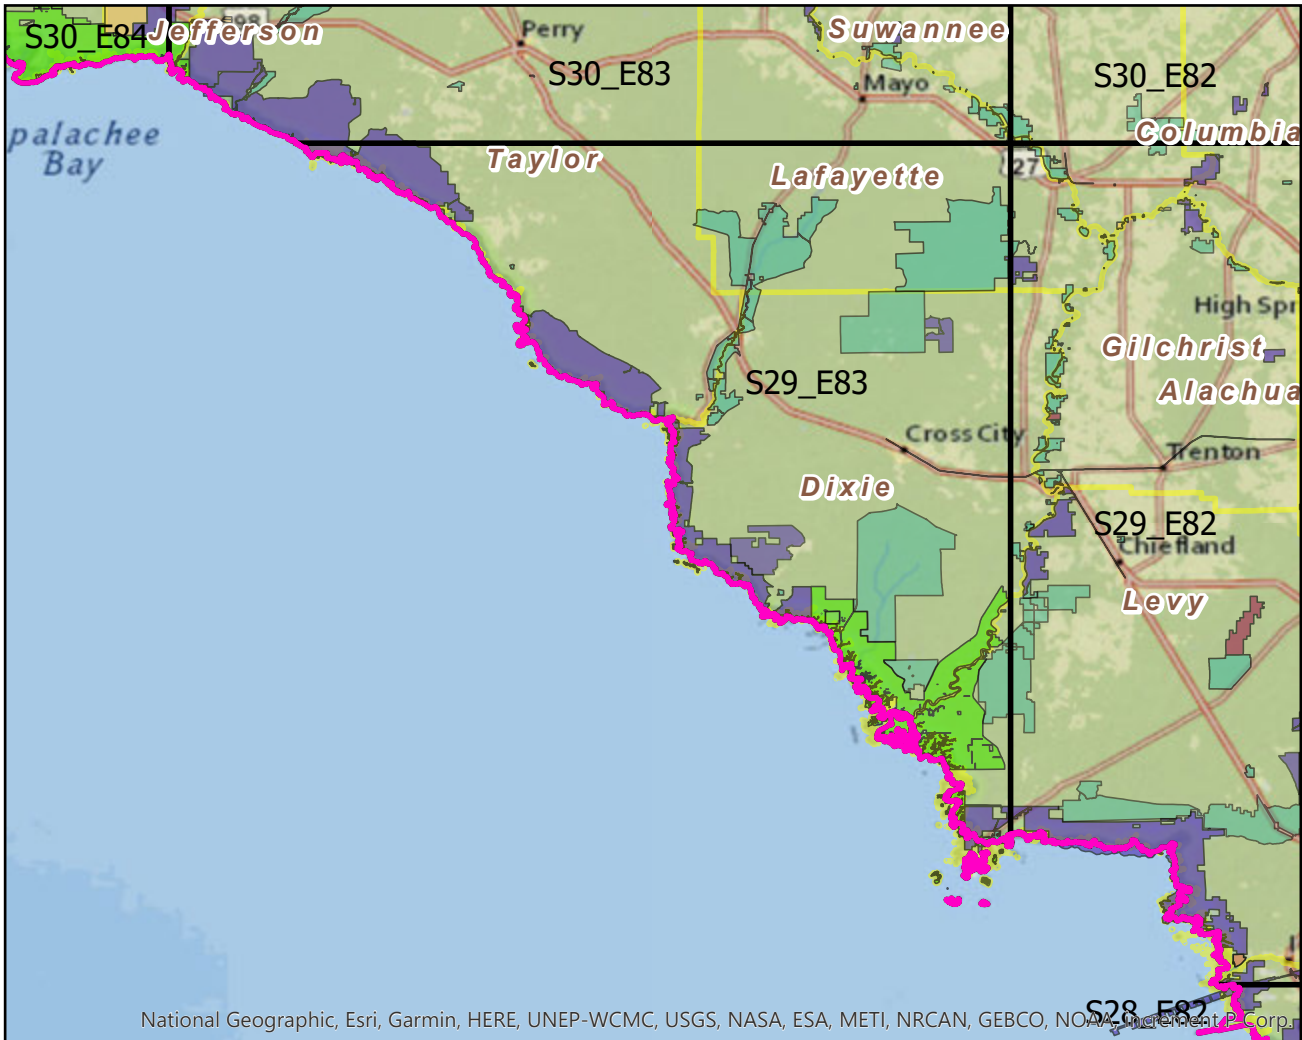 S30_E84
98
Jefferson
Perry
Suwannee
S30_E83
Mayo
S30_E82
Columbia
palachee
Bay
Taylor
27
Lafayette
High Spr
Gilchrist
S29_E83
Alachua
Cross City
Trenton
Dixie
S29_E82
Chiefland
Levy
S28_E82
National Geographic, Esri, Garmin, HERE, UNEP-WCMC, USGS, NASA, ESA, METI, NRCAN, GEBCO, NOAA, increment P Corp.